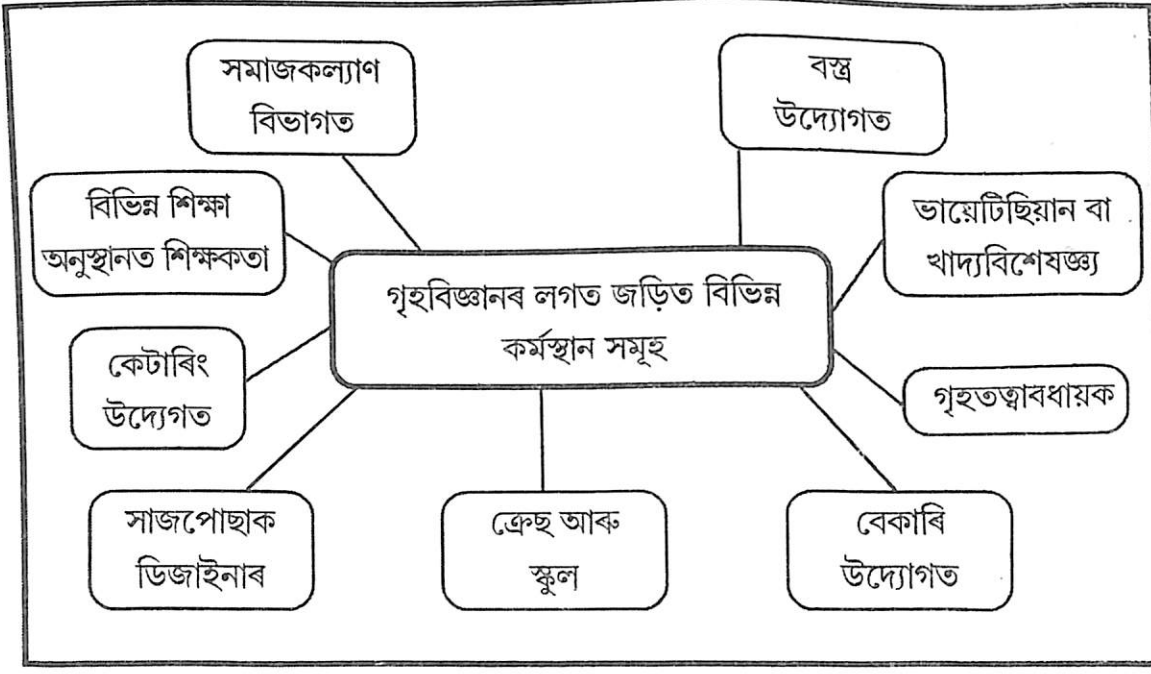 সমাজকল্যাণ
বিভাগত
বস্ত্ৰ
উদ্যোগত
বিভিন্ন শিক্ষা
অনুস্থানত শিক্ষকতা
ভায়েটিছিয়ান বা
খাদ্যবিশেষজ্ঞ্য
গৃহবিজ্ঞানৰ লগত জড়িত বিভিন্ন
কৰ্মস্থান সমূহ
কেটাৰিং
উদ্যেগত
গৃহতত্বাবধায়ক
সাজপোছাক
ডিজাইনাৰ
ক্ৰেছ আৰু
স্কুল
বেকাৰি
উদ্যোগত